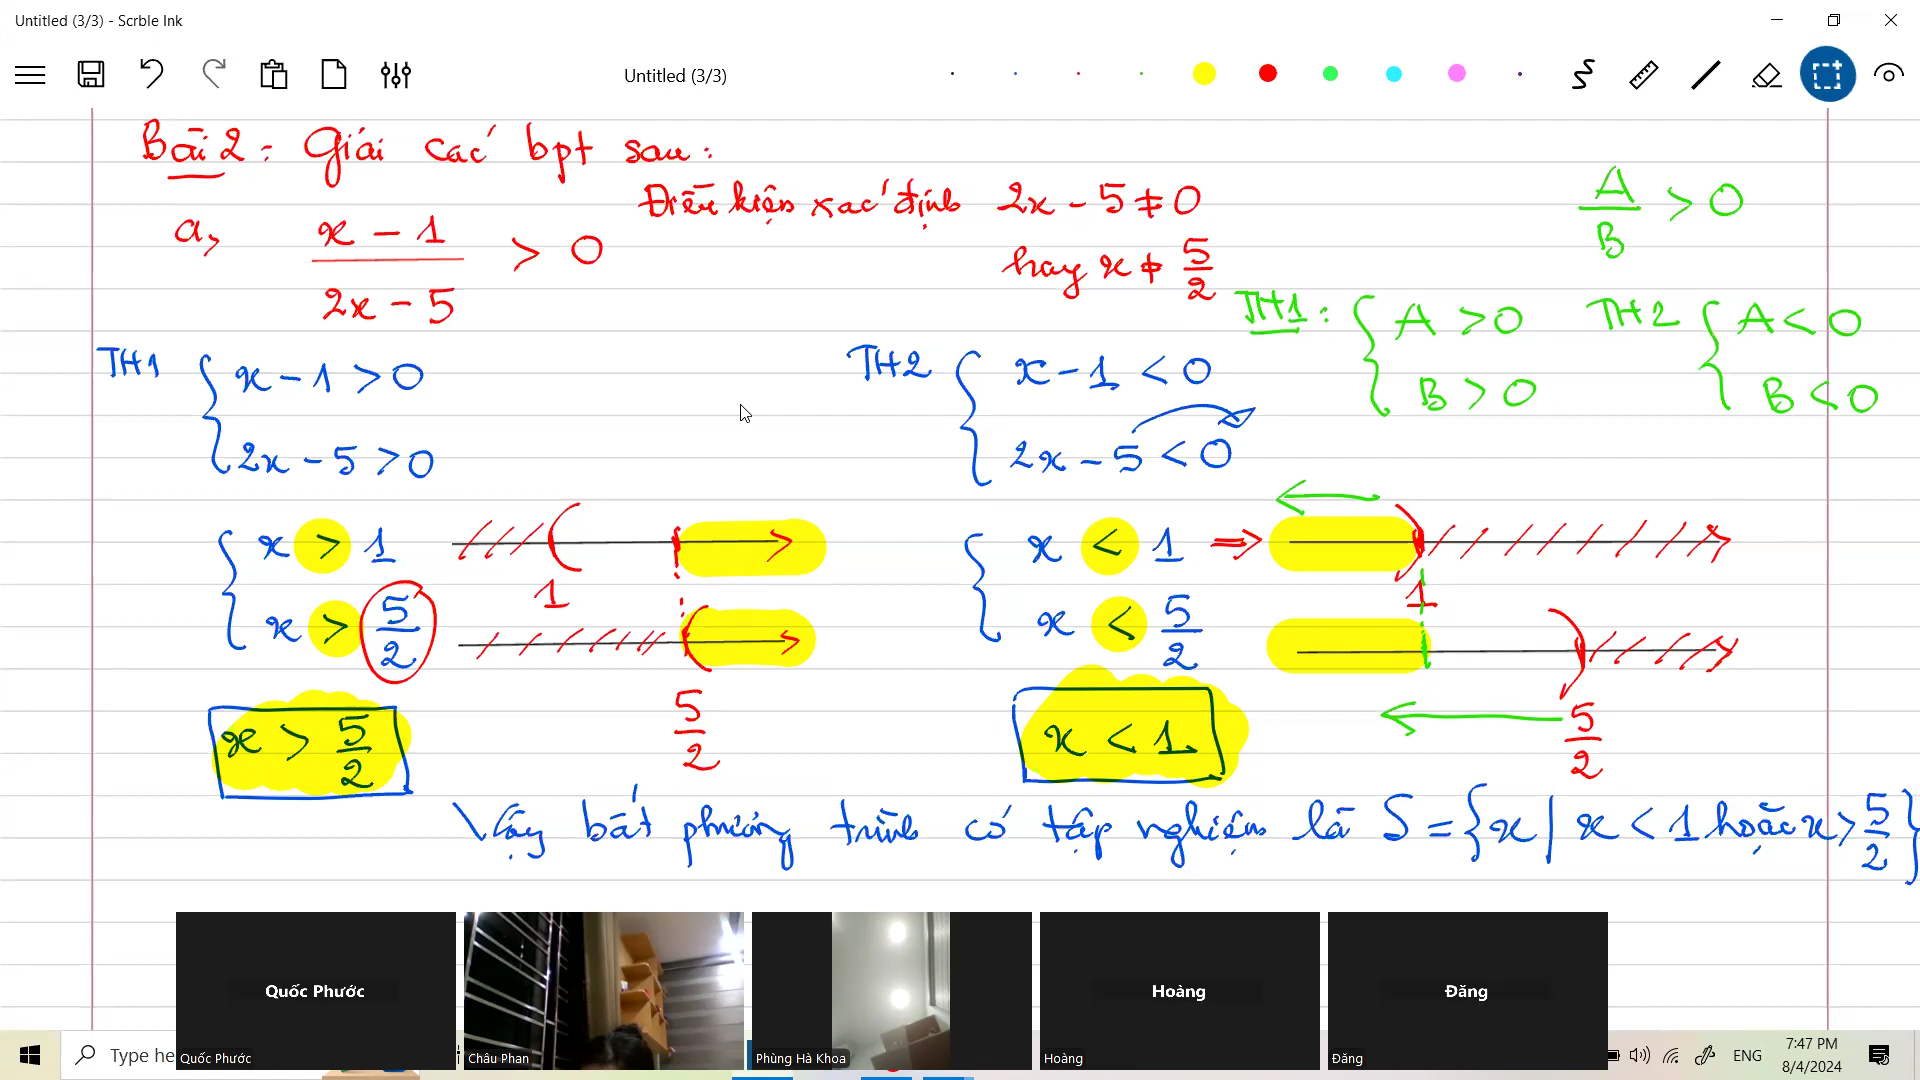 Untitled (3/3) - Scrble Ink
Untitled (3/3)
Bài 2: Giải các bpt sau:
Điều kiện xác định 2x - 5 ≠ 0
hay x ≠ 5/2
a, (x - 1)/(2x - 5) > 0
A/B > 0
TH1: { A > 0
B > 0
TH2 { A < 0
B < 0
TH1 { x - 1 > 0
2x - 5 > 0
TH2 { x - 1 < 0
2x - 5 < 0
{ x > 1
x > 5/2
1
5/2
x > 5/2
{ x < 1 ⇒
x < 5/2
1
5/2
x < 1
Vậy bất phương trình có tập nghiệm là S = {x | x < 1 hoặc x > 5/2}
Quốc Phước
Hoàng
Đăng
Quốc Phước
Châu Phan
Phùng Hà Khoa
Hoàng
Đăng
Type he
ENG
7:47 PM
8/4/2024